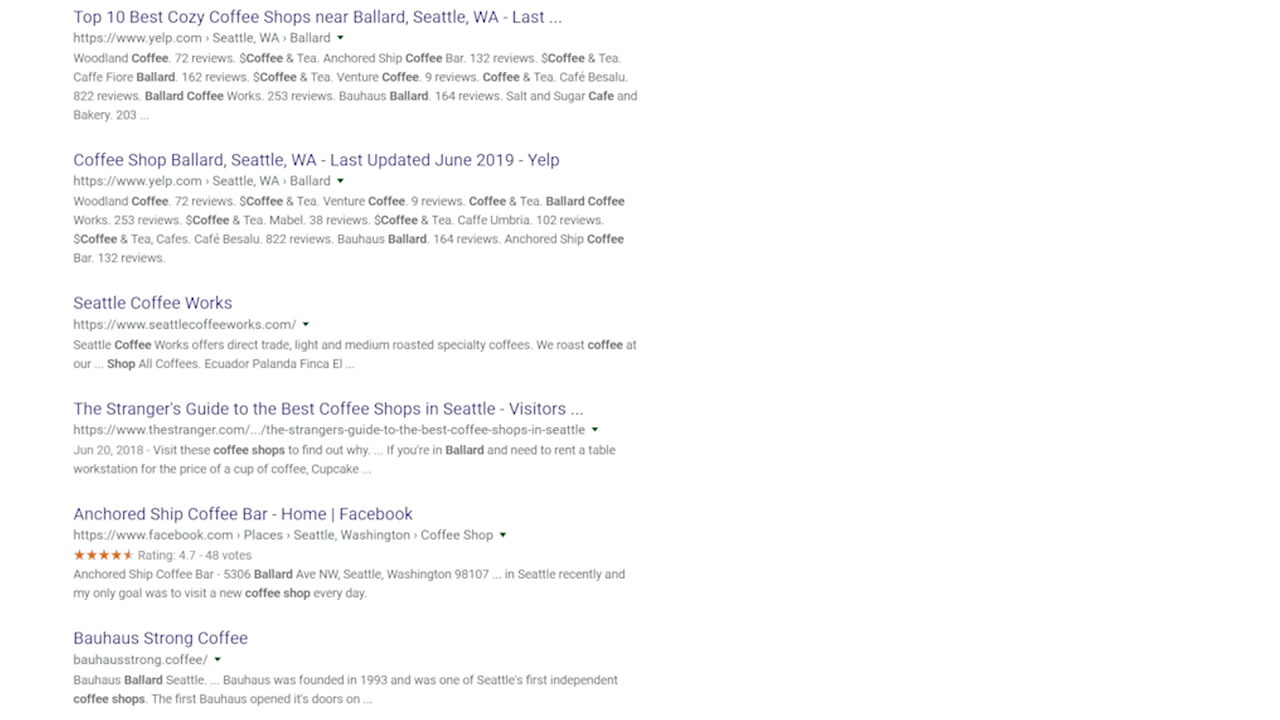 Top 10 Best Cozy Coffee Shops near Ballard, Seattle, WA - Last ...
https://www.yelp.com › Seattle, WA › Ballard
Woodland Coffee. 72 reviews. $Coffee & Tea. Anchored Ship Coffee Bar. 132 reviews. $Coffee & Tea.
Caffe Fiore Ballard. 162 reviews. $Coffee & Tea. Venture Coffee. 9 reviews. Coffee & Tea. Café Besalu.
822 reviews. Ballard Coffee Works. 253 reviews. Bauhaus Ballard. 164 reviews. Salt and Sugar Cafe and
Bakery. 203 ...
Coffee Shop Ballard, Seattle, WA - Last Updated June 2019 - Yelp
https://www.yelp.com › Seattle, WA › Ballard
Woodland Coffee. 72 reviews. $Coffee & Tea. Venture Coffee. 9 reviews. Coffee & Tea. Ballard Coffee
Works. 253 reviews. $Coffee & Tea. Mabel. 38 reviews. $Coffee & Tea. Caffe Umbria. 102 reviews.
$Coffee & Tea, Cafes. Café Besalu. 822 reviews. Bauhaus Ballard. 164 reviews. Anchored Ship Coffee
Bar. 132 reviews.
Seattle Coffee Works
https://www.seattlecoffeeworks.com/
Seattle Coffee Works offers direct trade, light and medium roasted specialty coffees. We roast coffee at
our ... Shop All Coffees. Ecuador Palanda Finca El ...
The Stranger's Guide to the Best Coffee Shops in Seattle - Visitors ...
https://www.thestranger.com/.../the-strangers-guide-to-the-best-coffee-shops-in-seattle
Jun 20, 2018 - Visit these coffee shops to find out why. ... If you're in Ballard and need to rent a table
workstation for the price of a cup of coffee, Cupcake ...
Anchored Ship Coffee Bar - Home | Facebook
https://www.facebook.com › Places › Seattle, Washington › Coffee Shop
Rating: 4.7 - 48 votes
Anchored Ship Coffee Bar - 5306 Ballard Ave NW, Seattle, Washington 98107 ... in Seattle recently and
my only goal was to visit a new coffee shop every day.
Bauhaus Strong Coffee
bauhausstrong.coffee/
Bauhaus Ballard Seattle. ... Bauhaus was founded in 1993 and was one of Seattle's first independent
coffee shops. The first Bauhaus opened it's doors on ...